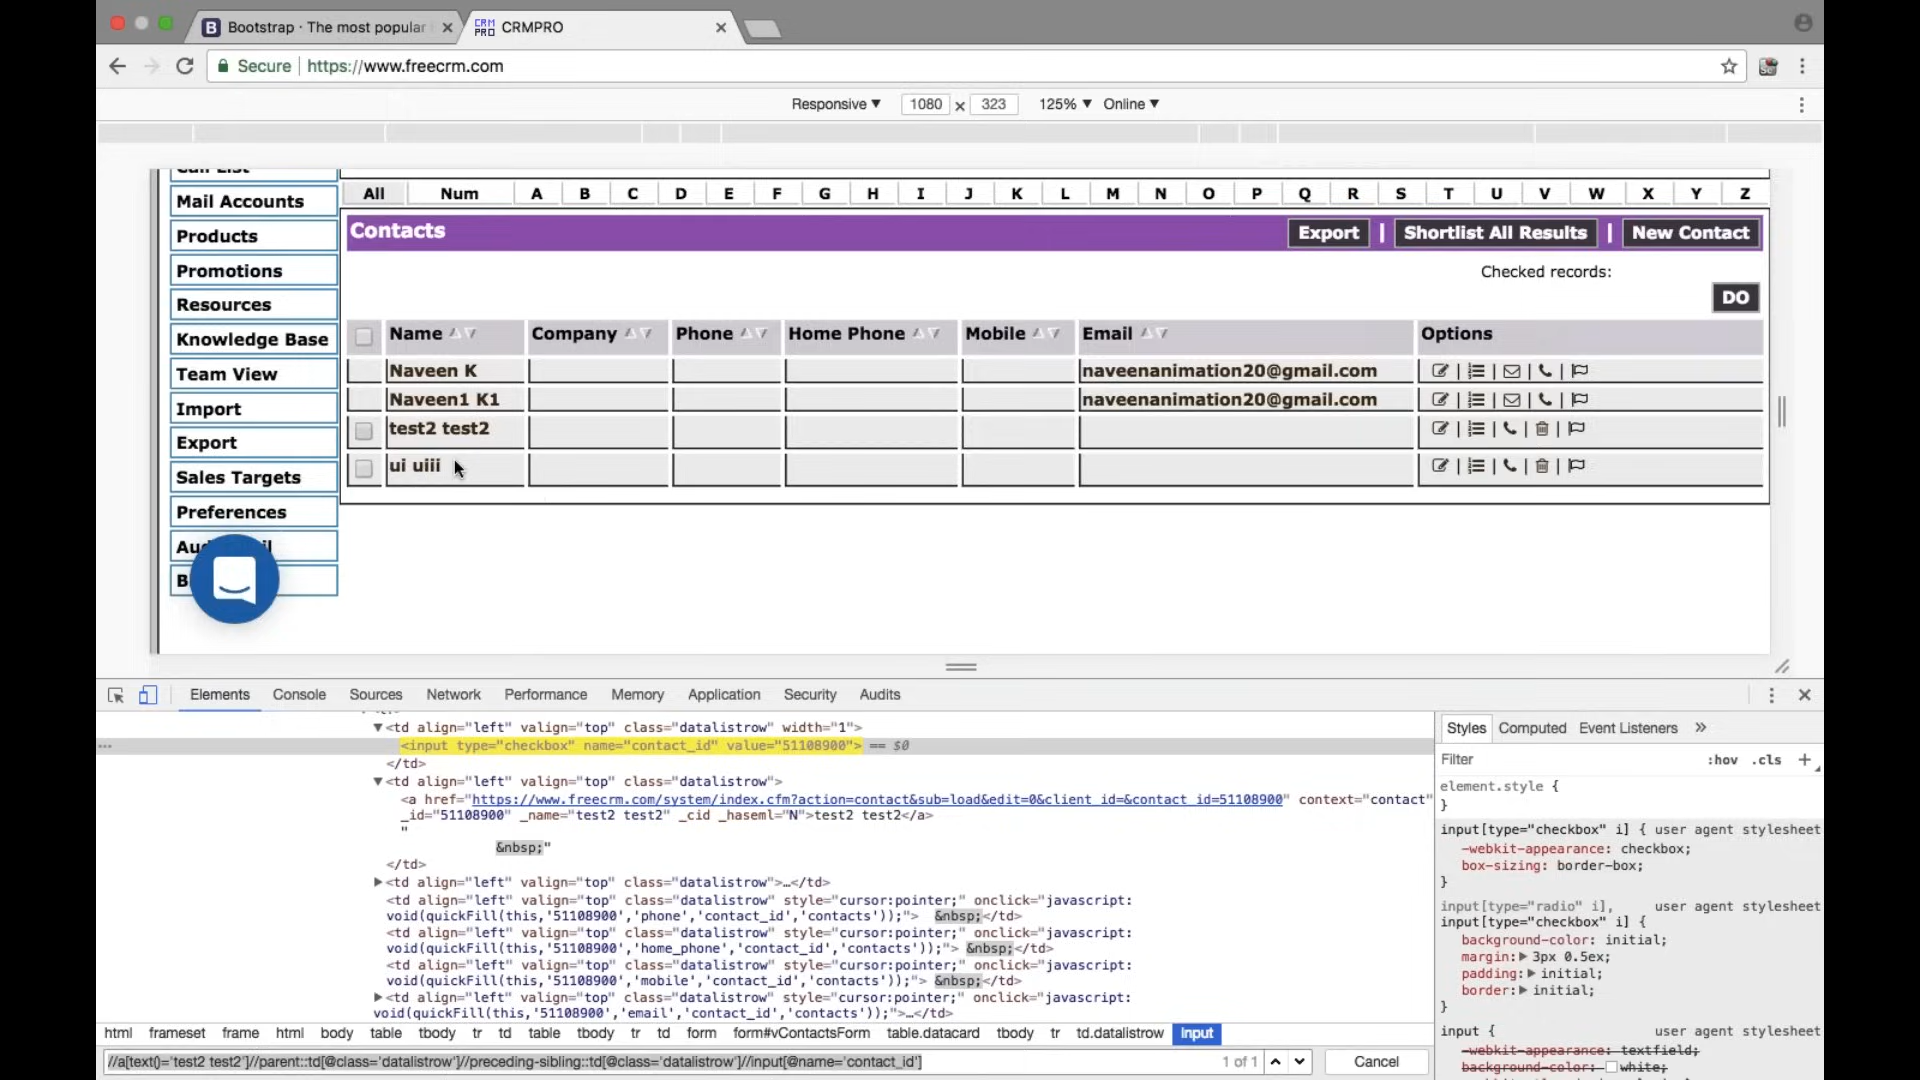 Bootstrap · The most popular
CRMPRO
Secure | https://www.freecrm.com
Responsive ▼ 1080 x 323 125% ▼ Online ▼
Call List
Mail Accounts
Products
Promotions
Resources
Knowledge Base
Team View
Import
Export
Sales Targets
Preferences
All Num A B C D E F G H I J K L M N O P Q R S T U V W X Y Z
Contacts Export | Shortlist All Results | New Contact
Checked records:
DO
Name Company Phone Home Phone Mobile Email Options
Naveen K naveenanimation20@gmail.com
Naveen1 K1 naveenanimation20@gmail.com
test2 test2
ui uiii
Elements Console Sources Network Performance Memory Application Security Audits
▼<td align="left" valign="top" class="datalistrow" width="1">
<input type="checkbox" name="contact_id" value="51108900"> == $0
</td>
▼<td align="left" valign="top" class="datalistrow">
<a href="https://www.freecrm.com/system/index.cfm?action=contact&sub=load&edit=0&client_id=&contact_id=51108900" context="contact"
_id="51108900" _name="test2 test2" _cid _haseml="N">test2 test2</a>
"
&nbsp;"
</td>
▶<td align="left" valign="top" class="datalistrow">…</td>
<td align="left" valign="top" class="datalistrow" style="cursor:pointer;" onclick="javascript:
void(quickFill(this,'51108900','phone','contact_id','contacts'));"> &nbsp;</td>
<td align="left" valign="top" class="datalistrow" style="cursor:pointer;" onclick="javascript:
void(quickFill(this,'51108900','home_phone','contact_id','contacts'));"> &nbsp;</td>
<td align="left" valign="top" class="datalistrow" style="cursor:pointer;" onclick="javascript:
void(quickFill(this,'51108900','mobile','contact_id','contacts'));"> &nbsp;</td>
▶<td align="left" valign="top" class="datalistrow" style="cursor:pointer;" onclick="javascript:
void(quickFill(this,'51108900','email','contact_id','contacts'));">…</td>
html frameset frame html body table tbody tr td table tbody tr td form form#vContactsForm table.datacard tbody tr td.datalistrow input
//a[text()='test2 test2']//parent::td[@class='datalistrow']//preceding-sibling::td[@class='datalistrow']//input[@name='contact_id'] 1 of 1 Cancel
Styles Computed Event Listeners »
Filter :hov .cls +
element.style {
}
input[type="checkbox" i] { user agent stylesheet
-webkit-appearance: checkbox;
box-sizing: border-box;
}
input[type="radio" i], user agent stylesheet
input[type="checkbox" i] {
background-color: initial;
margin:▶ 3px 0.5ex;
padding:▶ initial;
border:▶ initial;
}
input { user agent stylesheet
-webkit-appearance: textfield;
background-color: white;